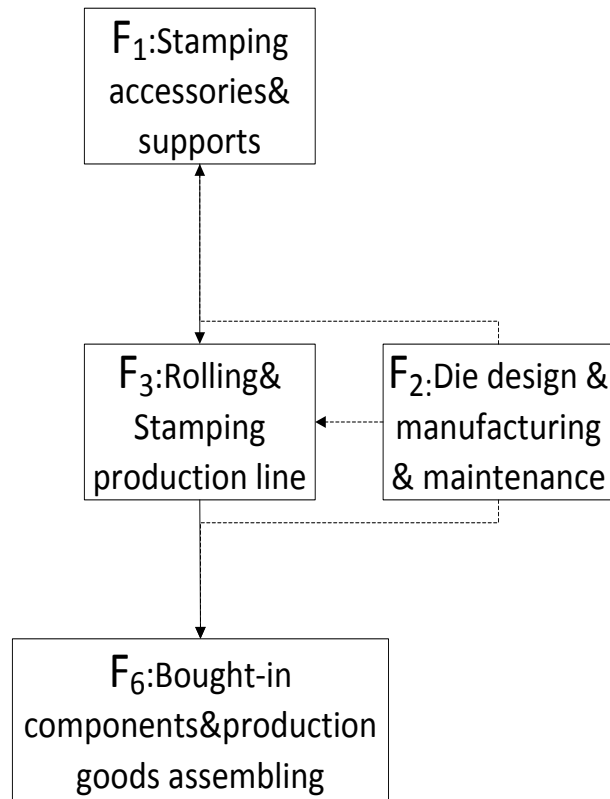 F₁:Stamping
accessories&
supports
F₃:Rolling&
Stamping
production line
F₂:Die design &
manufacturing
& maintenance
F₆:Bought-in
components&production
goods assembling